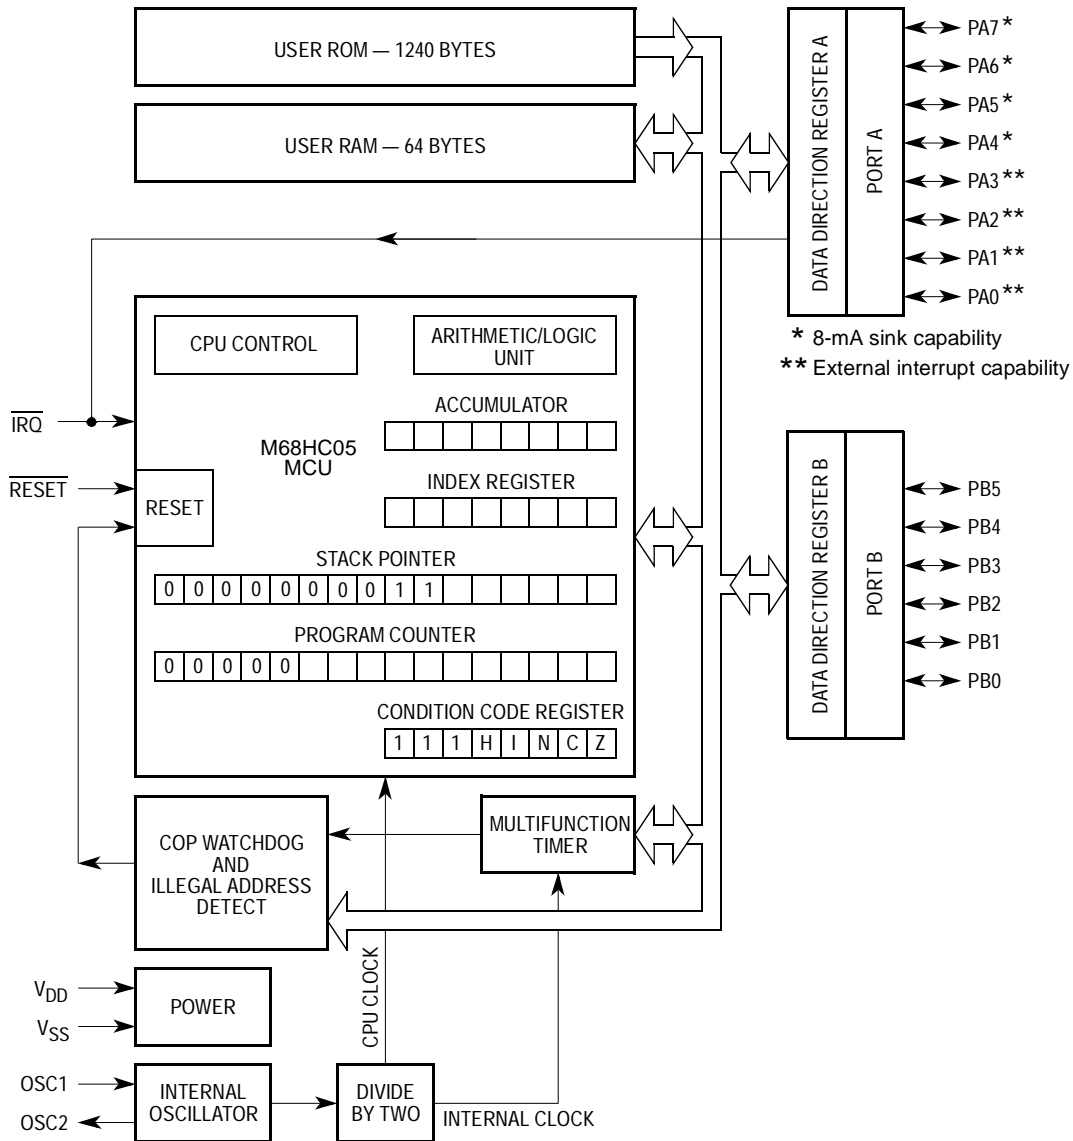 USER ROM — 1240 BYTES
USER RAM — 64 BYTES
DATA DIRECTION REGISTER A
PORT A
PA7 *
PA6 *
PA5 *
PA4 *
PA3 **
PA2 **
PA1 **
PA0 **
* 8-mA sink capability
** External interrupt capability
CPU CONTROL
ARITHMETIC/LOGIC
UNIT
IRQ
ACCUMULATOR
M68HC05
MCU
RESET
RESET
INDEX REGISTER
STACK POINTER
0 0 0 0 0 0 0 0 1 1
PROGRAM COUNTER
0 0 0 0 0
CONDITION CODE REGISTER
1 1 1 H I N C Z
DATA DIRECTION REGISTER B
PORT B
PB5
PB4
PB3
PB2
PB1
PB0
COP WATCHDOG
AND
ILLEGAL ADDRESS
DETECT
MULTIFUNCTION
TIMER
CPU CLOCK
VDD
VSS
POWER
OSC1
OSC2
INTERNAL
OSCILLATOR
DIVIDE
BY TWO
INTERNAL CLOCK